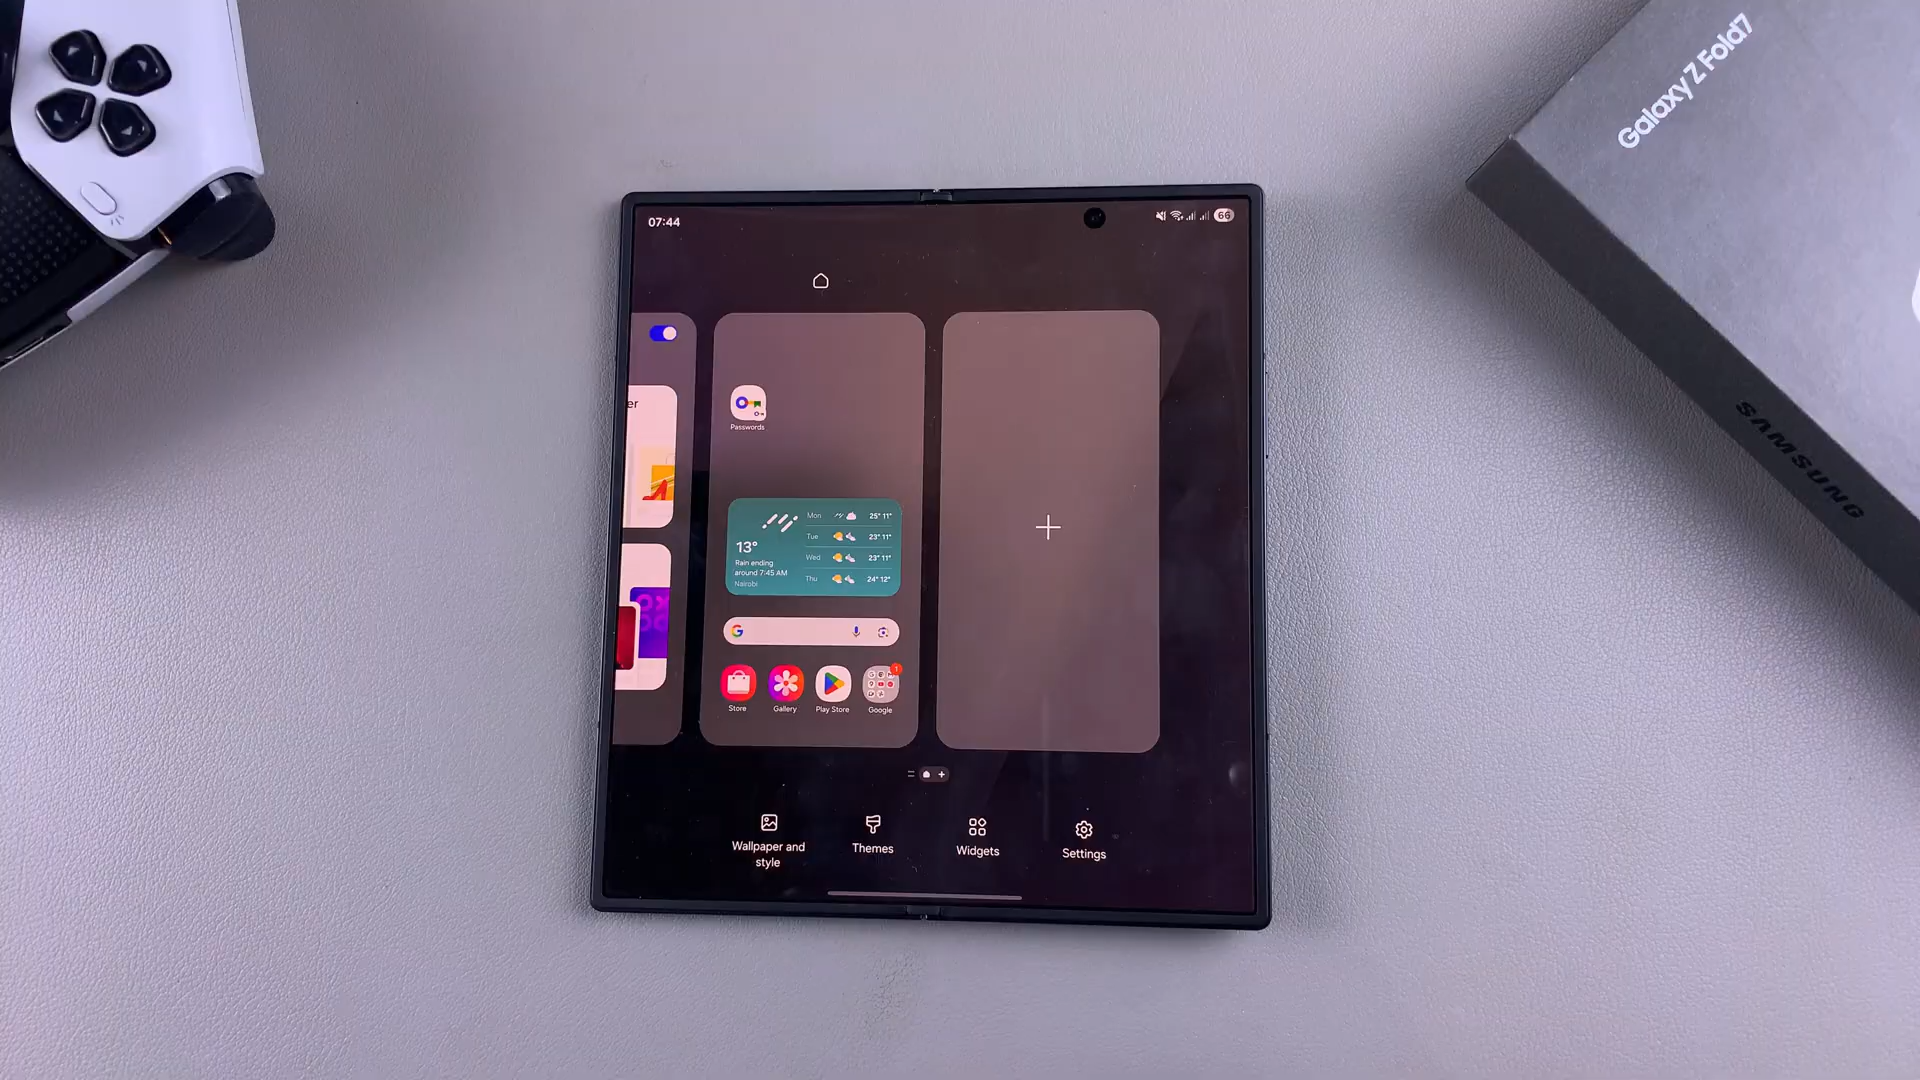 Galaxy Z Fold7
SAMSUNG
07:44
66
er
Passwords
13°
Rain ending
around 7:45 AM
Nairobi
Mon 25° 11°
Tue 23° 11°
Wed 23° 11°
Thu 24° 12°
G
1
Store
Gallery
Play Store
Google
Wallpaper and
style
Themes
Widgets
Settings